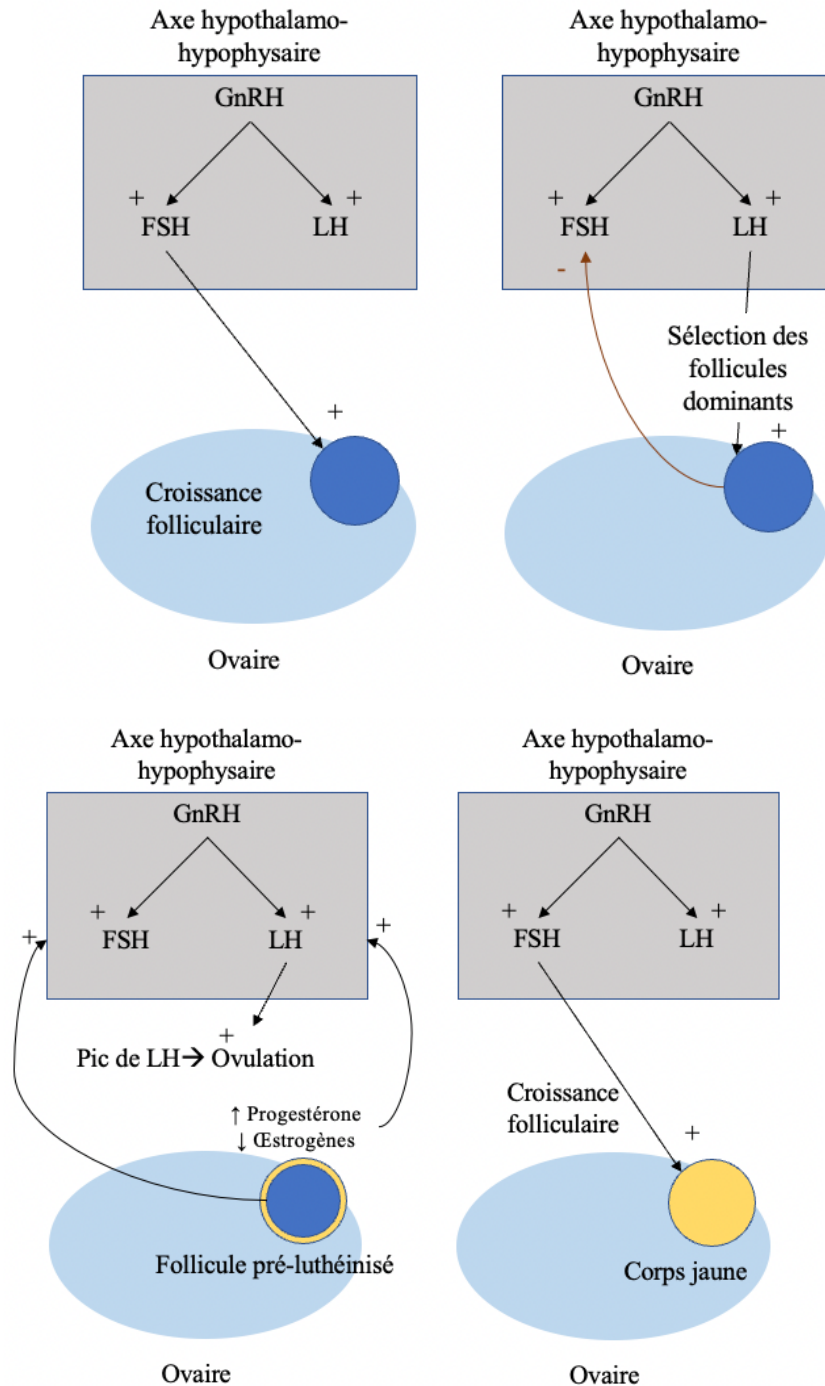 Axe hypothalamo-
hypophysaire
GnRH
+
+
FSH
LH
+
Croissance
folliculaire
Ovaire
Axe hypothalamo-
hypophysaire
GnRH
+
+
FSH
LH
-
Sélection des
follicules
dominants
+
Ovaire
Axe hypothalamo-
hypophysaire
GnRH
+
+
+
+
FSH
LH
+
Pic de LH→ Ovulation
↑ Progestérone
↓ Œstrogènes
Follicule pré-luthéinisé
Ovaire
Axe hypothalamo-
hypophysaire
GnRH
+
+
FSH
LH
Croissance
folliculaire
+
Corps jaune
Ovaire